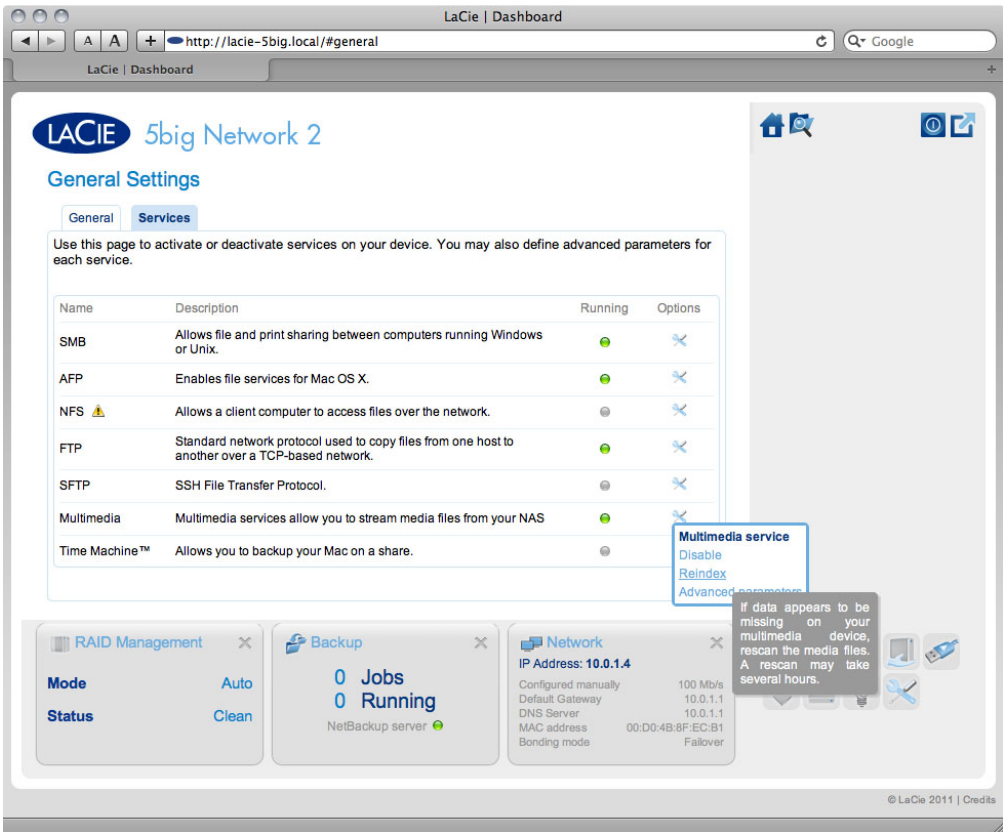 LaCie | Dashboard
A A + http://lacie-5big.local/#general Google
LaCie | Dashboard +
LACIE 5big Network 2
General Settings
General Services
Use this page to activate or deactivate services on your device. You may also define advanced parameters for
each service.
Name Description Running Options
SMB Allows file and print sharing between computers running Windows
or Unix.
AFP Enables file services for Mac OS X.
NFS Allows a client computer to access files over the network.
FTP Standard network protocol used to copy files from one host to
another over a TCP-based network.
SFTP SSH File Transfer Protocol.
Multimedia Multimedia services allow you to stream media files from your NAS
Time Machine™ Allows you to backup your Mac on a share.
Multimedia service
Disable
Reindex
Advanced parameters
If data appears to be
missing on your
multimedia device,
rescan the media files.
A rescan may take
several hours.
RAID Management
Mode Auto
Status Clean
Backup
0 Jobs
0 Running
NetBackup server
Network
IP Address: 10.0.1.4
Configured manually 100 Mb/s
Default Gateway 10.0.1.1
DNS Server 10.0.1.1
MAC address 00:D0:4B:8F:EC:B1
Bonding mode Failover
© LaCie 2011 | Credits